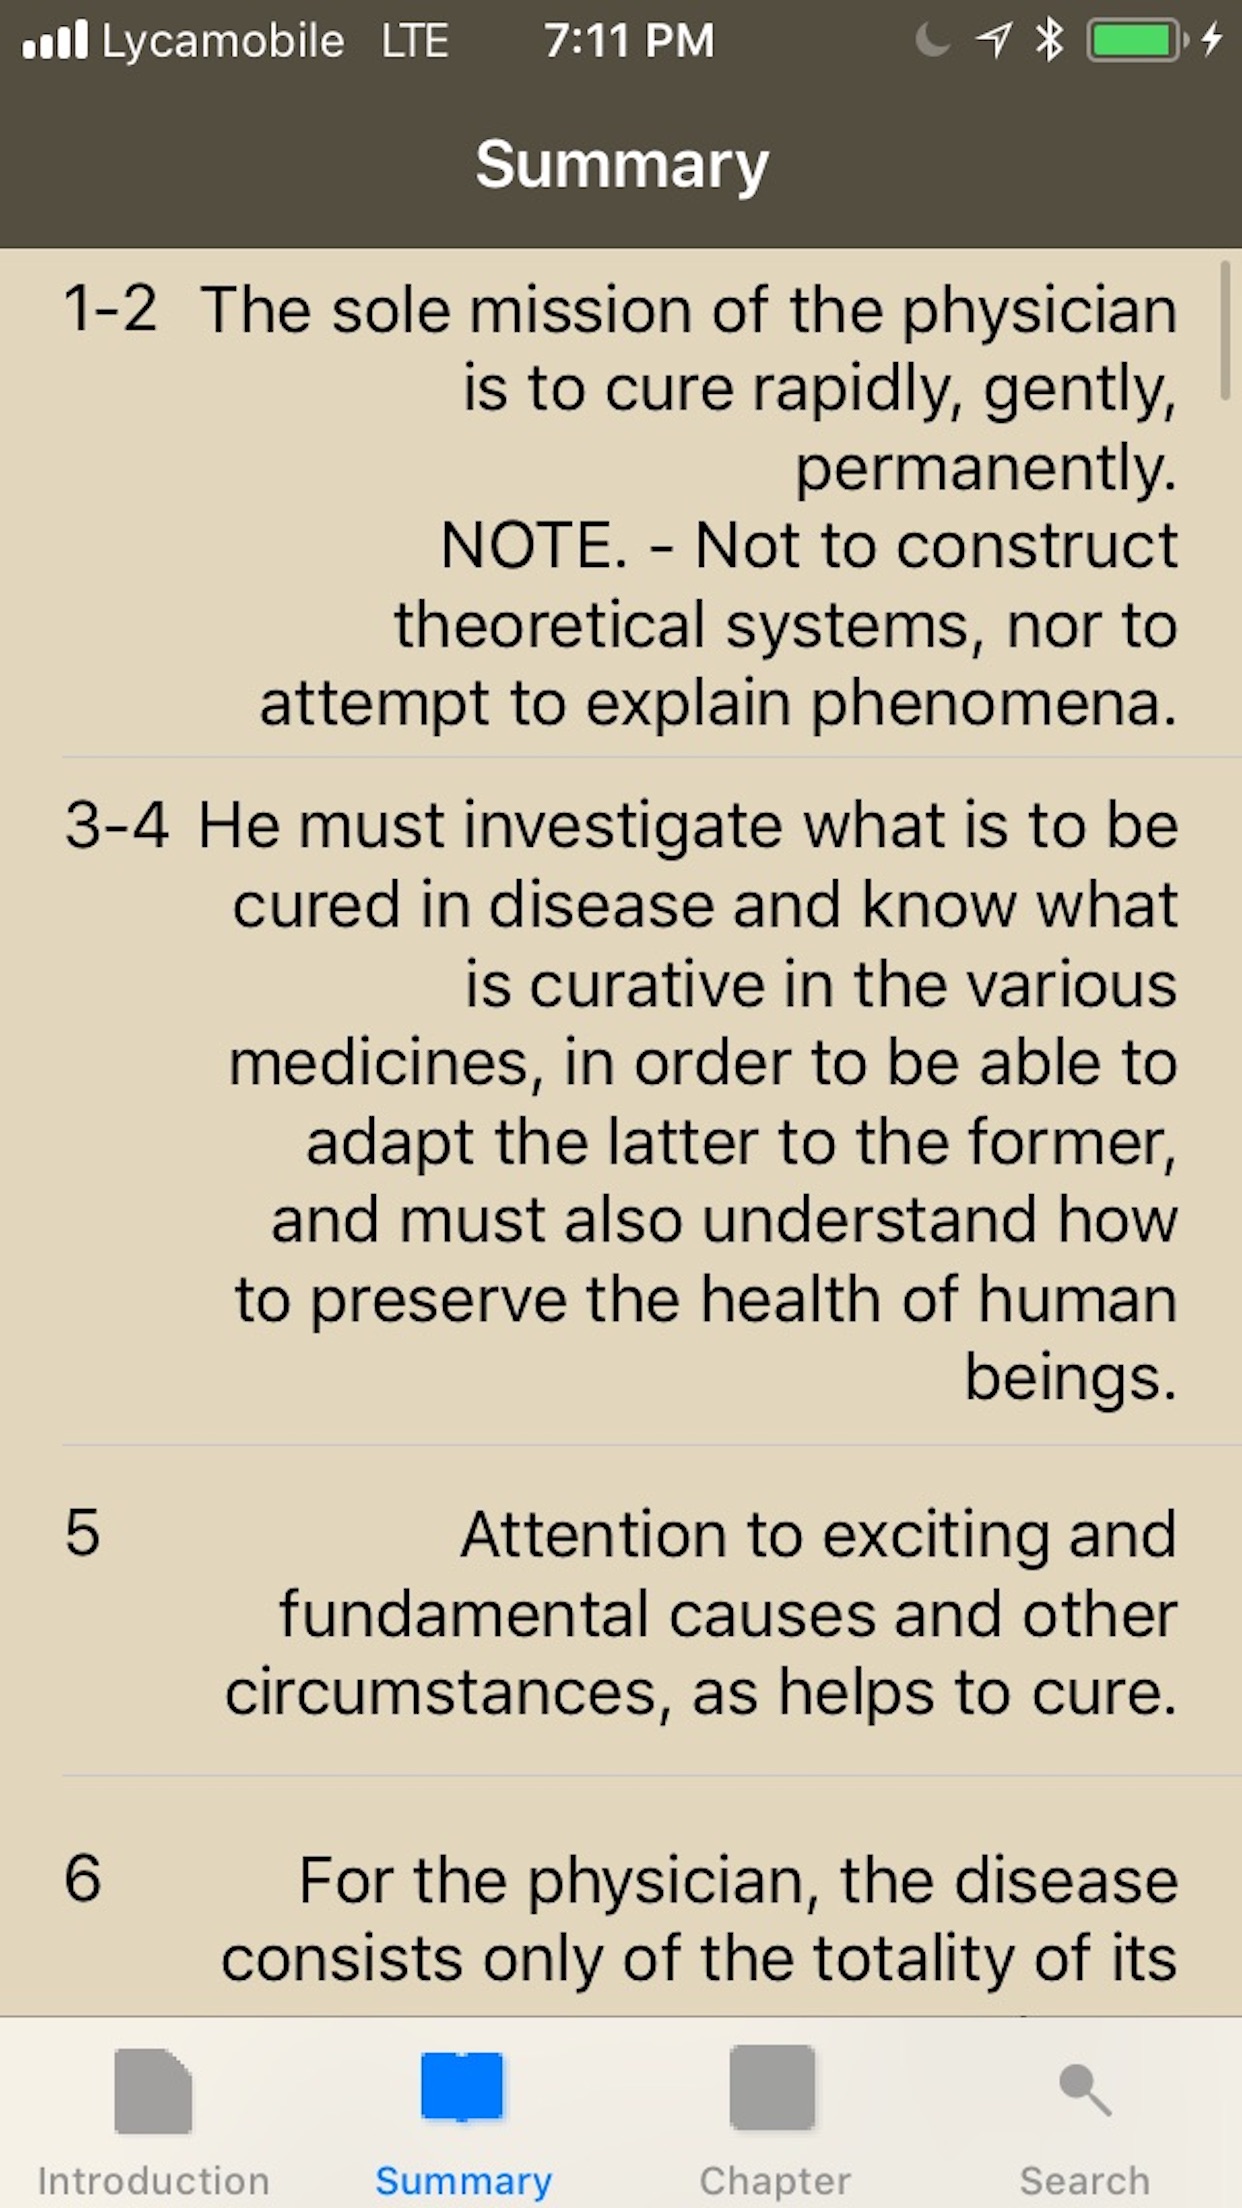 Lycamobile LTE 7:11 PM
Summary
1-2 The sole mission of the physician
is to cure rapidly, gently,
permanently.
NOTE. - Not to construct
theoretical systems, nor to
attempt to explain phenomena.
3-4 He must investigate what is to be
cured in disease and know what
is curative in the various
medicines, in order to be able to
adapt the latter to the former,
and must also understand how
to preserve the health of human
beings.
5 Attention to exciting and
fundamental causes and other
circumstances, as helps to cure.
6 For the physician, the disease
consists only of the totality of its
Introduction Summary Chapter Search